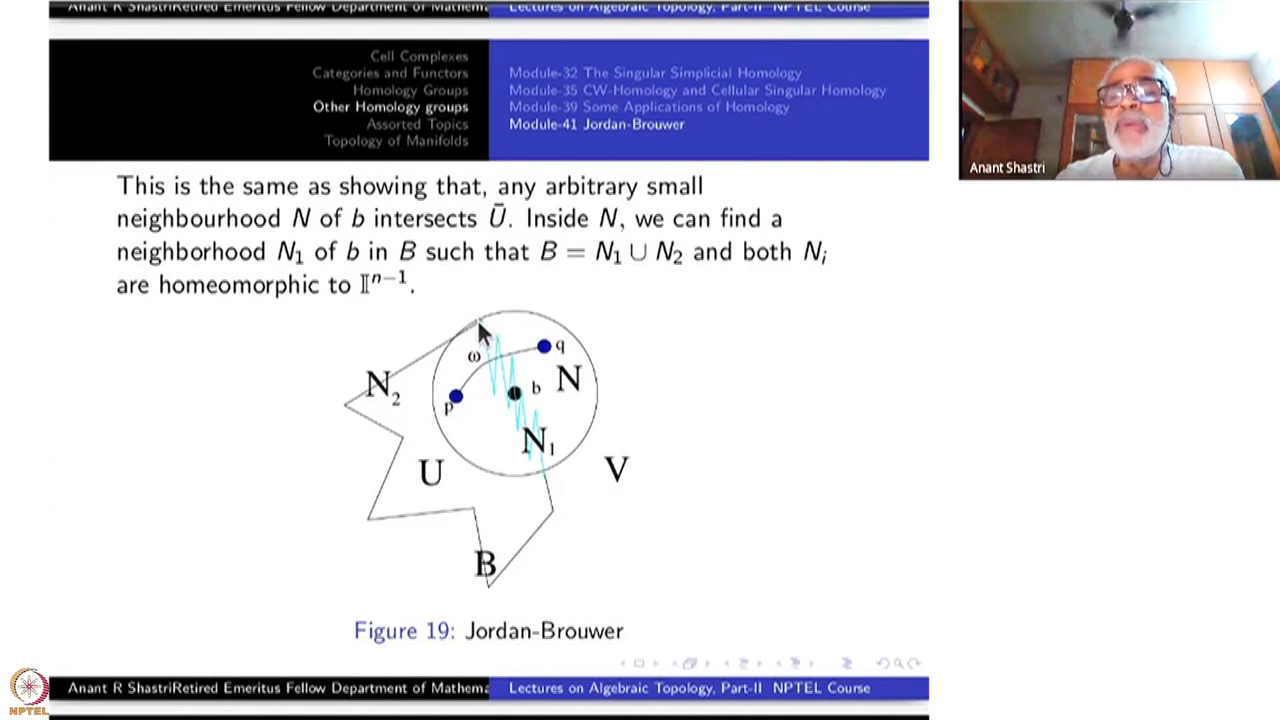 Anant R ShastriRetired Emeritus Fellow Department of Mathema Lectures on Algebraic Topology, Part-II NPTEL Course
Cell Complexes
Categories and Functors
Homology Groups
Other Homology groups
Assorted Topics
Topology of Manifolds
Module-32 The Singular Simplicial Homology
Module-35 CW-Homology and Cellular Singular Homology
Module-39 Some Applications of Homology
Module-41 Jordan-Brouwer
Anant Shastri
This is the same as showing that, any arbitrary small
neighbourhood N of b intersects Ū. Inside N, we can find a
neighborhood N₁ of b in B such that B = N₁ ∪ N₂ and both Nᵢ
are homeomorphic to 𝕀ⁿ⁻¹.
ω
q
N₂
p
b
N
N₁
U
V
B
Figure 19: Jordan-Brouwer
Anant R ShastriRetired Emeritus Fellow Department of Mathema Lectures on Algebraic Topology, Part-II NPTEL Course
NPTEL